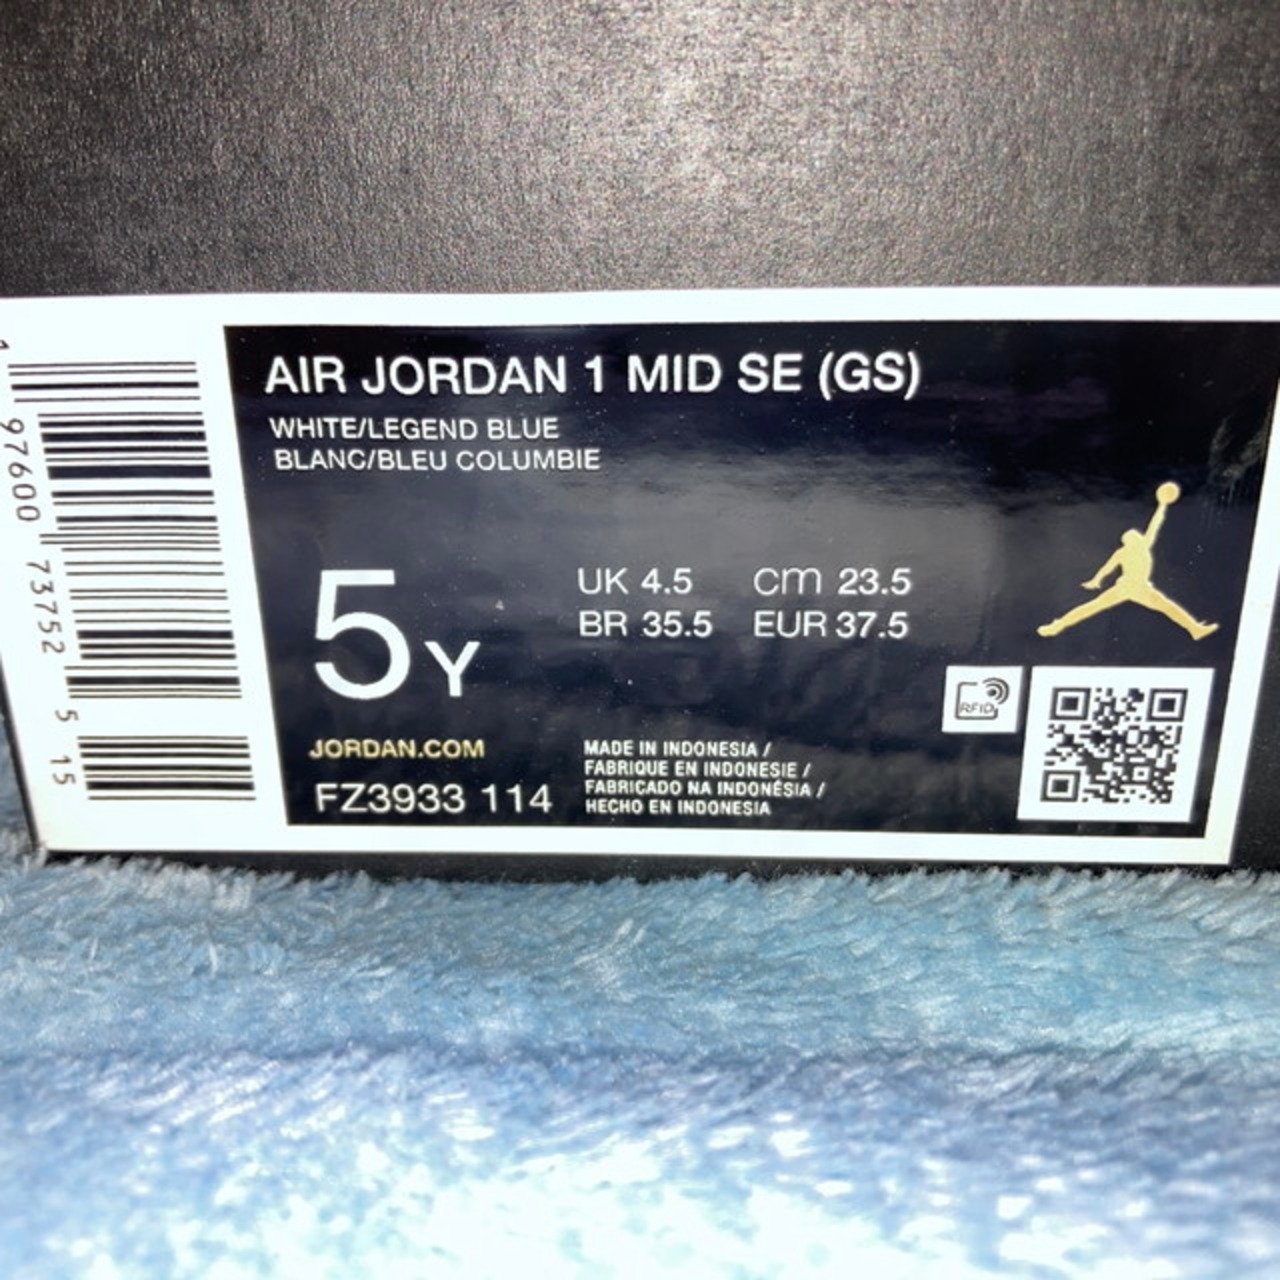 1 97600 73752 5 15
AIR JORDAN 1 MID SE (GS)
WHITE/LEGEND BLUE
BLANC/BLEU COLUMBIE
5Y
UK 4.5 cm 23.5
BR 35.5 EUR 37.5
RFID
JORDAN.COM
FZ3933 114
MADE IN INDONESIA /
FABRIQUE EN INDONESIE /
FABRICADO NA INDONÉSIA /
HECHO EN INDONESIA